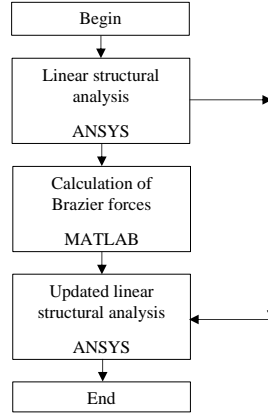 Begin
Linear structural
analysis
ANSYS
Calculation of
Brazier forces
MATLAB
Updated linear
structural analysis
ANSYS
End